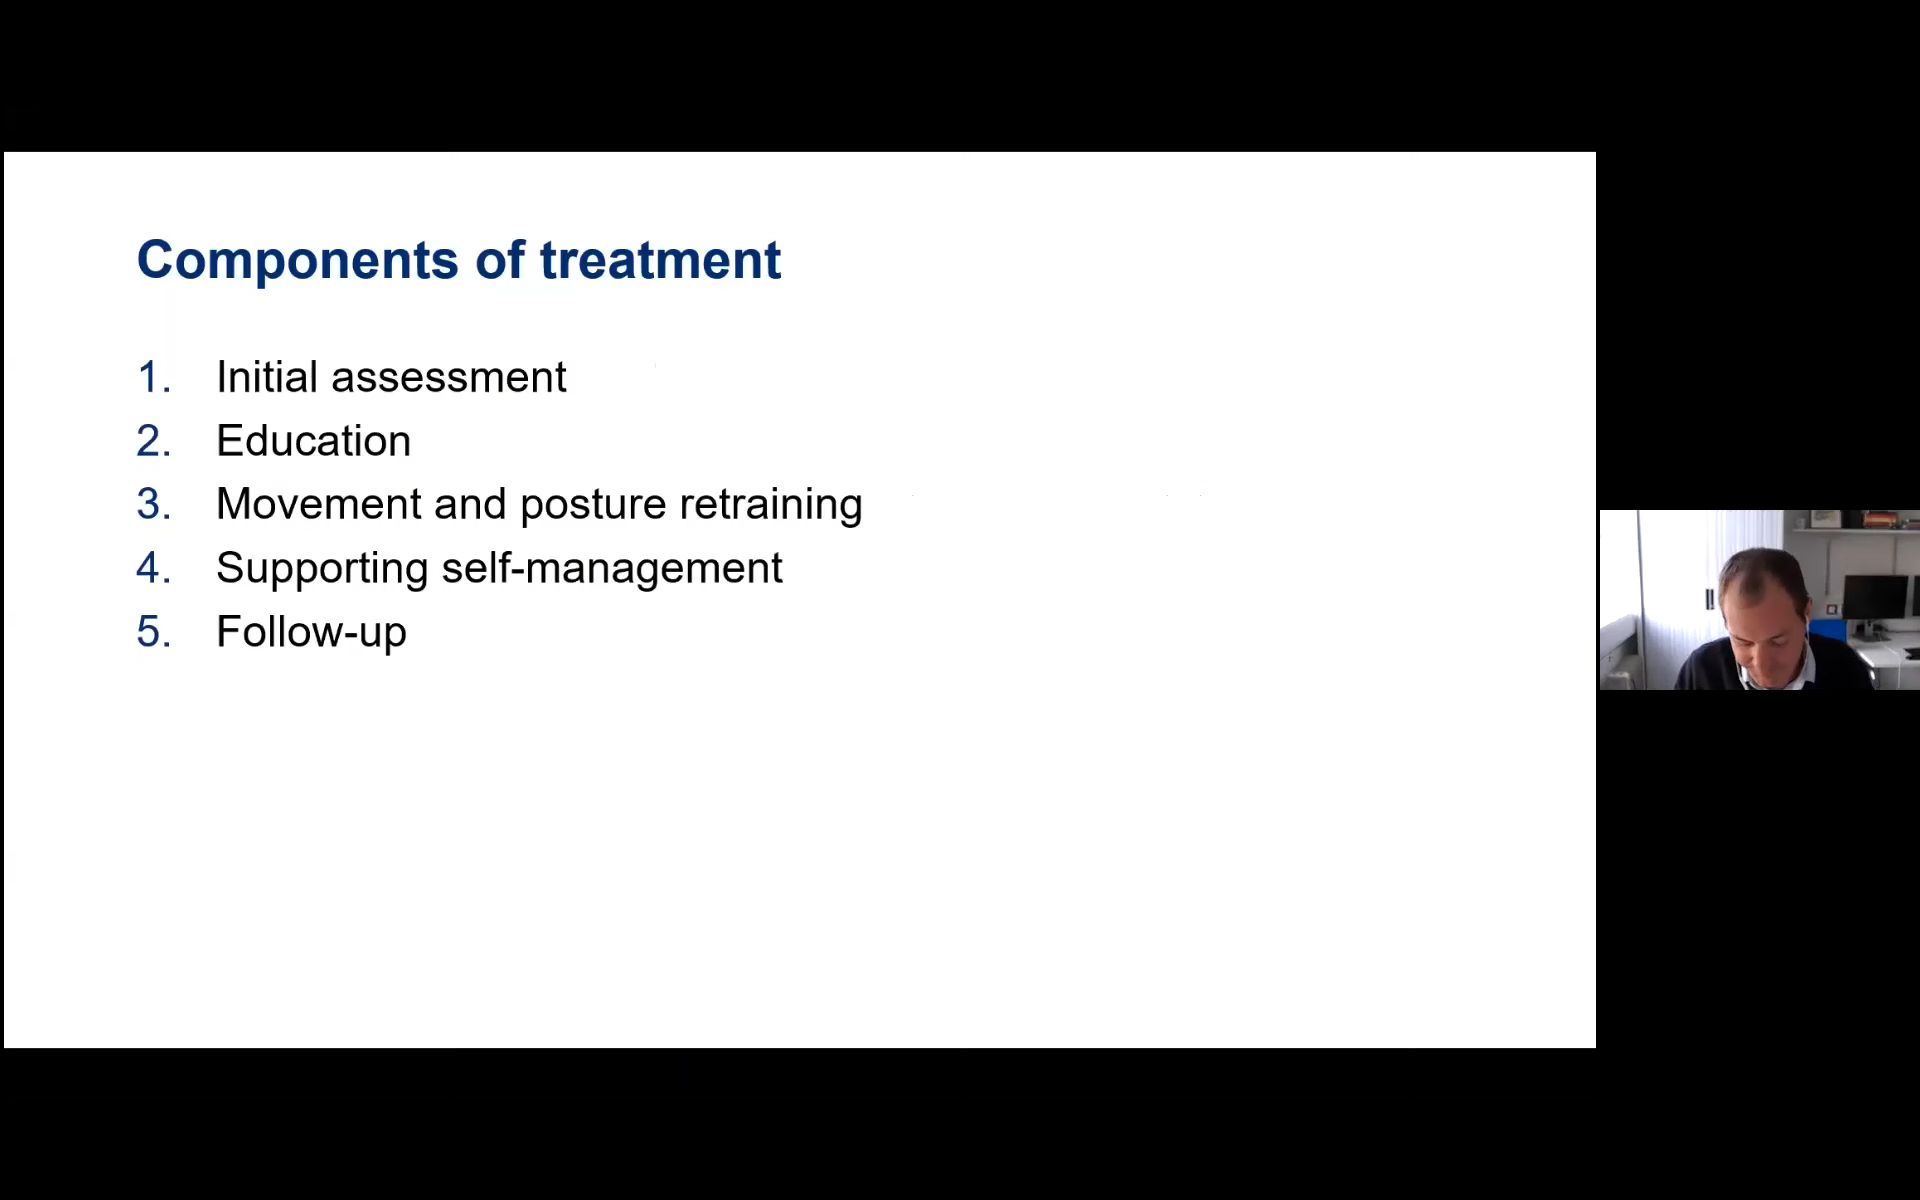 Components of treatment
1. Initial assessment
2. Education
3. Movement and posture retraining
4. Supporting self-management
5. Follow-up